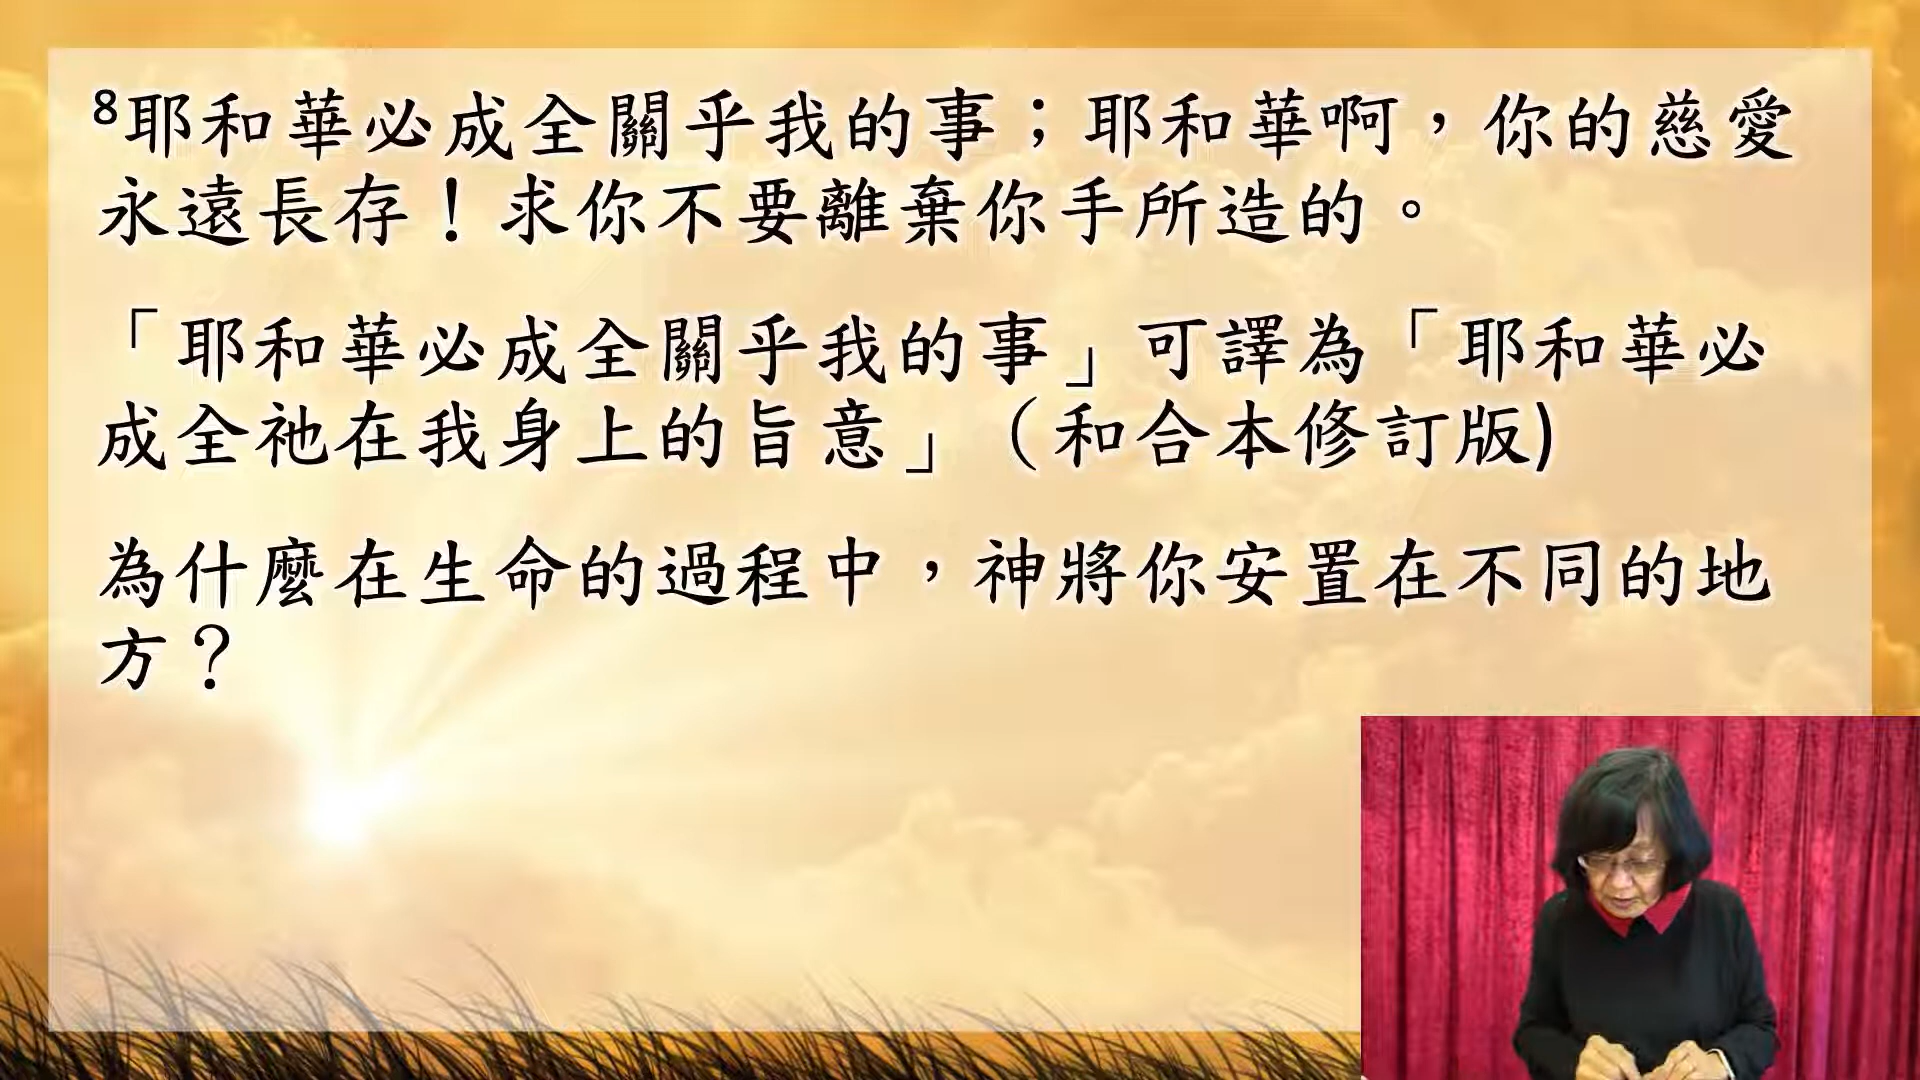 8耶和華必成全關乎我的事；耶和華啊，你的慈愛
永遠長存！求你不要離棄你手所造的。
「耶和華必成全關乎我的事」可譯為「耶和華必
成全祂在我身上的旨意」（和合本修訂版)
為什麼在生命的過程中，神將你安置在不同的地
方？